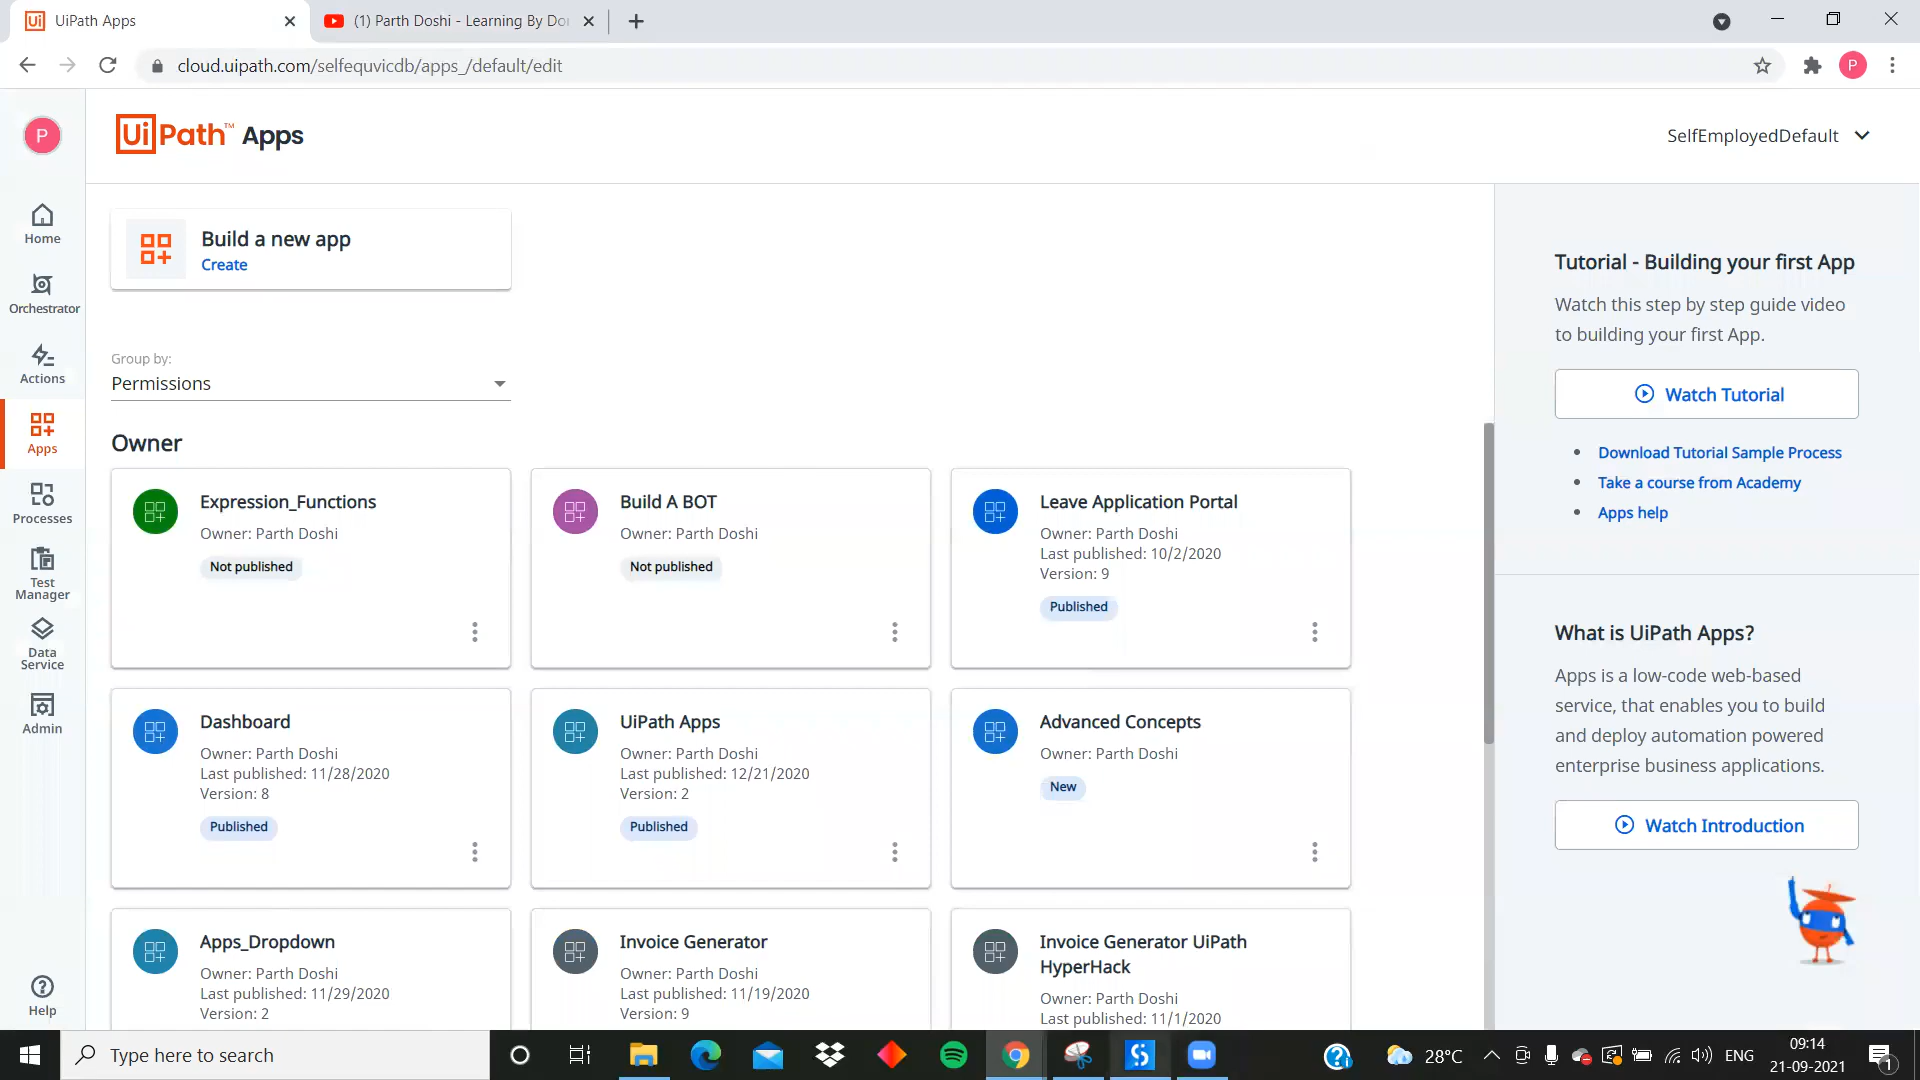 UiPath Apps
(1) Parth Doshi - Learning By Do
cloud.uipath.com/selfequvicdb/apps_/default/edit
P
P
UiPath™ Apps
SelfEmployedDefault
Home
Orchestrator
Actions
Apps
Processes
Test
Manager
Data
Service
Admin
Help
Build a new app
Create
Group by:
Permissions
Owner
Expression_Functions
Owner: Parth Doshi
Not published
Build A BOT
Owner: Parth Doshi
Not published
Leave Application Portal
Owner: Parth Doshi
Last published: 10/2/2020
Version: 9
Published
Dashboard
Owner: Parth Doshi
Last published: 11/28/2020
Version: 8
Published
UiPath Apps
Owner: Parth Doshi
Last published: 12/21/2020
Version: 2
Published
Advanced Concepts
Owner: Parth Doshi
New
Apps_Dropdown
Owner: Parth Doshi
Last published: 11/29/2020
Version: 2
Invoice Generator
Owner: Parth Doshi
Last published: 11/19/2020
Version: 9
Invoice Generator UiPath
HyperHack
Owner: Parth Doshi
Last published: 11/1/2020
Tutorial - Building your first App
Watch this step by step guide video
to building your first App.
Watch Tutorial
Download Tutorial Sample Process
Take a course from Academy
Apps help
What is UiPath Apps?
Apps is a low-code web-based
service, that enables you to build
and deploy automation powered
enterprise business applications.
Watch Introduction
Type here to search
28°C
ENG
09:14
21-09-2021
1